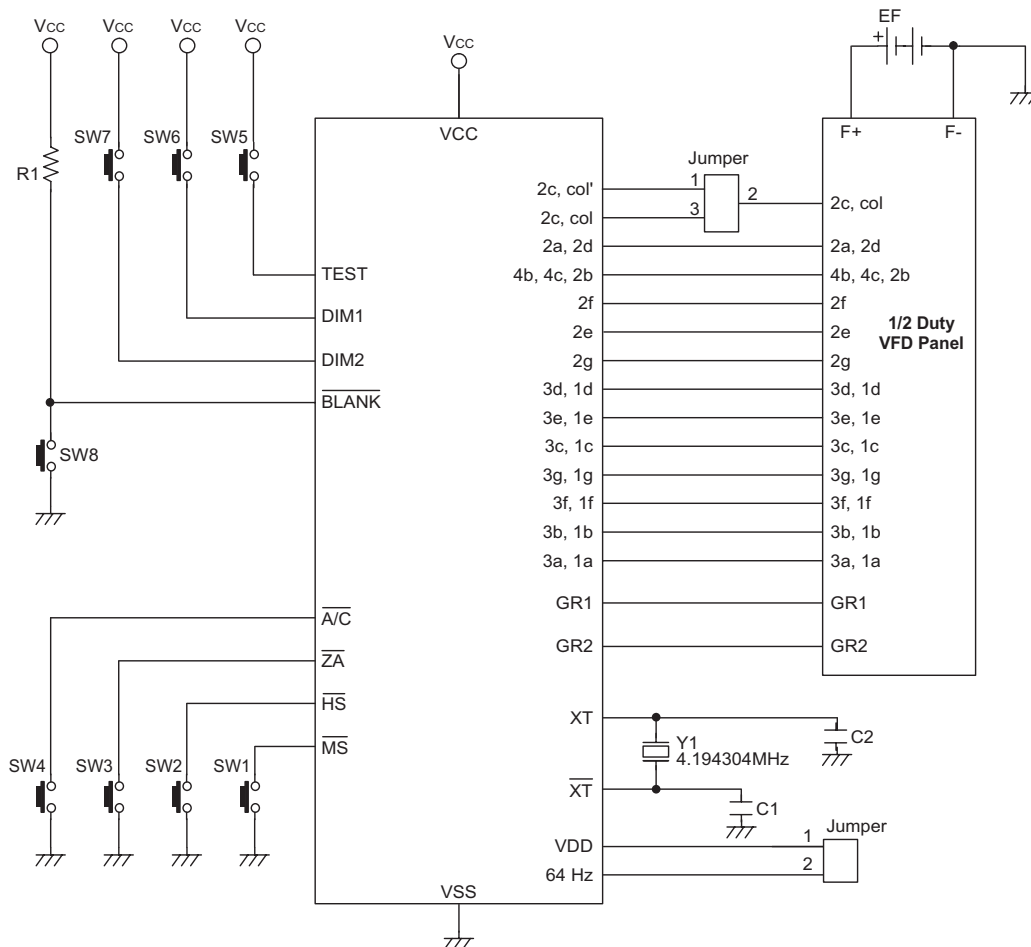 EF
+
VCC VCC VCC VCC
VCC
SW7 SW6 SW5
R1
VCC
F+ F-
Jumper
1
2
3
2c, col'
2c, col
2a, 2d
4b, 4c, 2b
2f
2e
2g
3d, 1d
3e, 1e
3c, 1c
3g, 1g
3f, 1f
3b, 1b
3a, 1a
GR1
GR2
XT
X̅T̅
VDD
64 Hz
TEST
DIM1
DIM2
B̅L̅A̅N̅K̅
SW8
A̅/̅C̅
Z̅A̅
H̅S̅
M̅S̅
SW4 SW3 SW2 SW1
VSS
2c, col
2a, 2d
4b, 4c, 2b
2f
2e
2g
3d, 1d
3e, 1e
3c, 1c
3g, 1g
3f, 1f
3b, 1b
3a, 1a
GR1
GR2
1/2 Duty
VFD Panel
Y1
4.194304MHz
C2
C1
Jumper
1
2